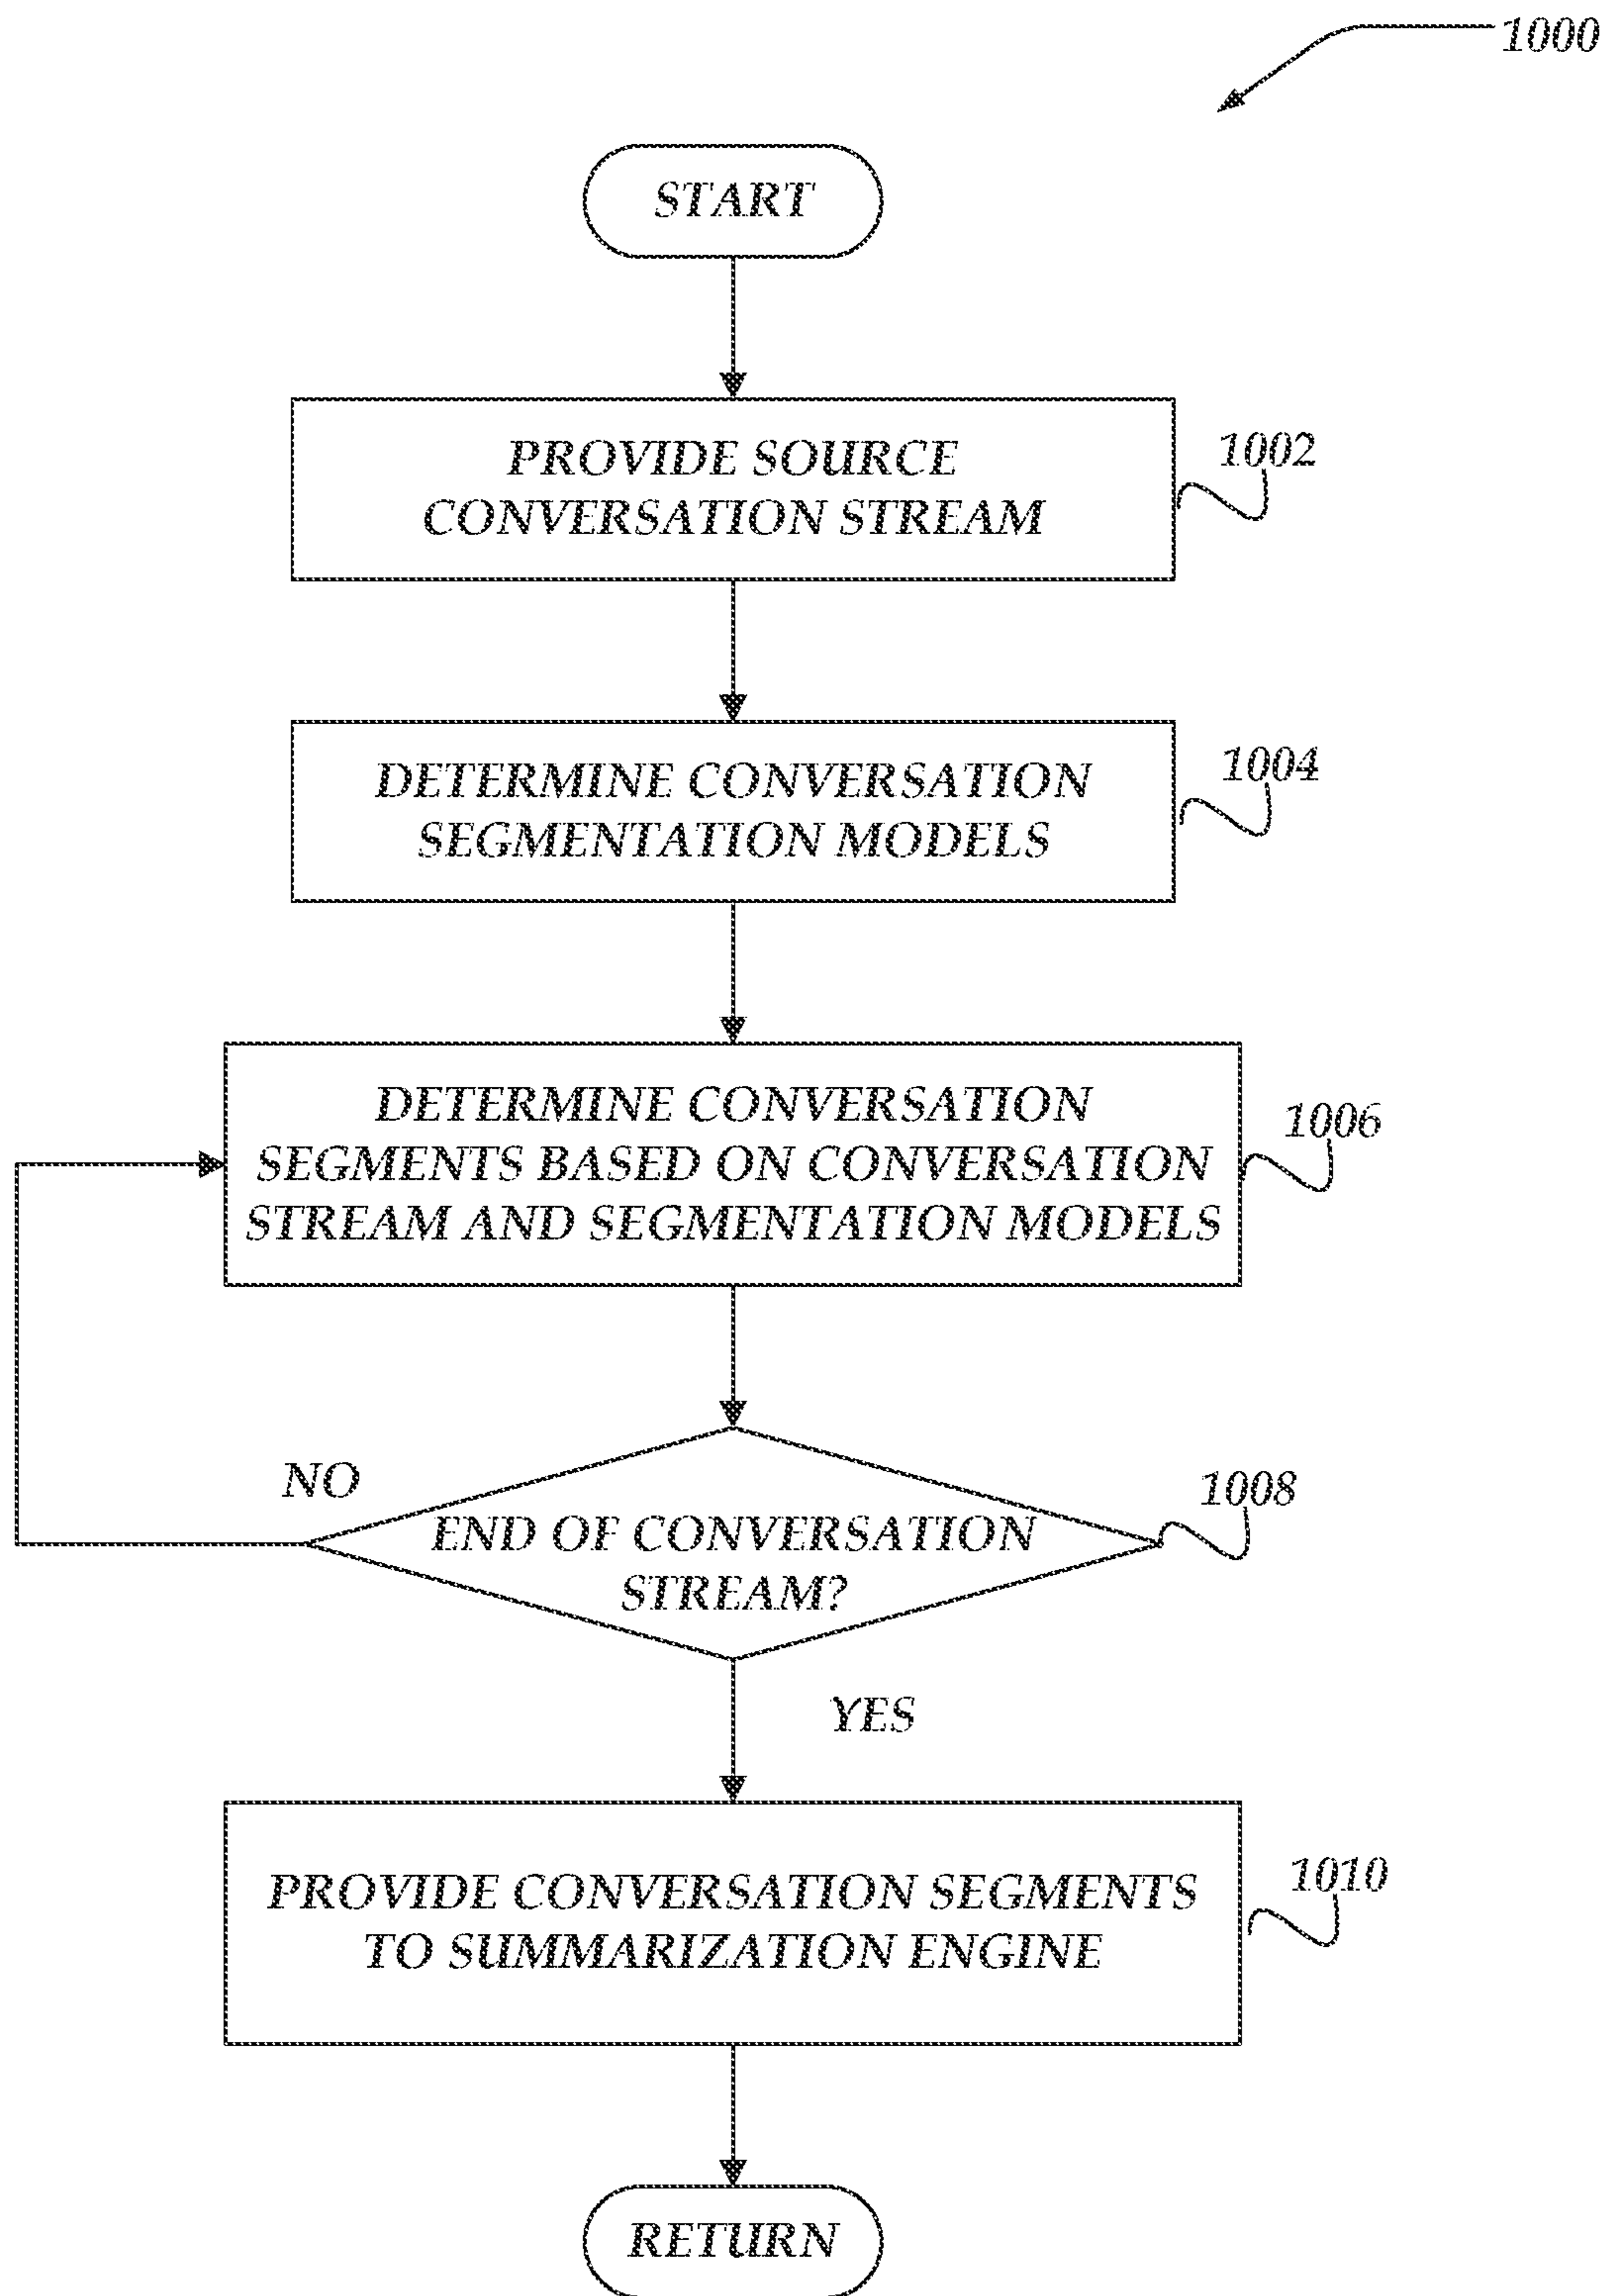 1000
START
PROVIDE SOURCE
CONVERSATION STREAM
1002
DETERMINE CONVERSATION
SEGMENTATION MODELS
1004
DETERMINE CONVERSATION
SEGMENTS BASED ON CONVERSATION
STREAM AND SEGMENTATION MODELS
1006
NO
END OF CONVERSATION
STREAM?
1008
YES
PROVIDE CONVERSATION SEGMENTS
TO SUMMARIZATION ENGINE
1010
RETURN